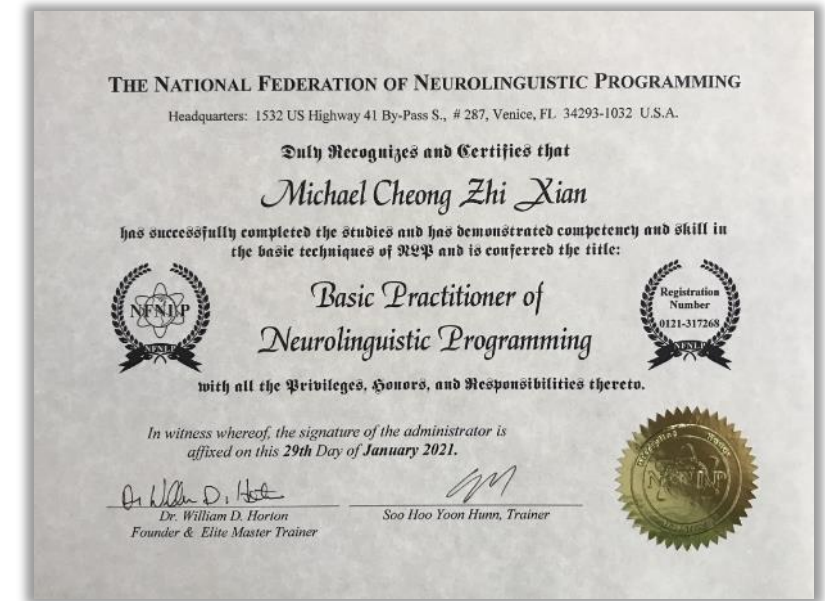 THE NATIONAL FEDERATION OF NEUROLINGUISTIC PROGRAMMING
Headquarters: 1532 US Highway 41 By-Pass S., # 287, Venice, FL 34293-1032 U.S.A.
Duly Recognizes and Certifies that
Michael Cheong Zhi Xian
has successfully completed the studies and has demonstrated competency and skill in
the basic techniques of NLP and is conferred the title:
NFNLP
NFNLP
Basic Practitioner of
Neurolinguistic Programming
Registration
Number
0121-317268
NFNLP
with all the Privileges, Honors, and Responsibilities thereto.
In witness whereof, the signature of the administrator is
affixed on this 29th Day of January 2021.
Dr. William D. Horton
Founder & Elite Master Trainer
Soo Hoo Yoon Hunn, Trainer
NFNLP